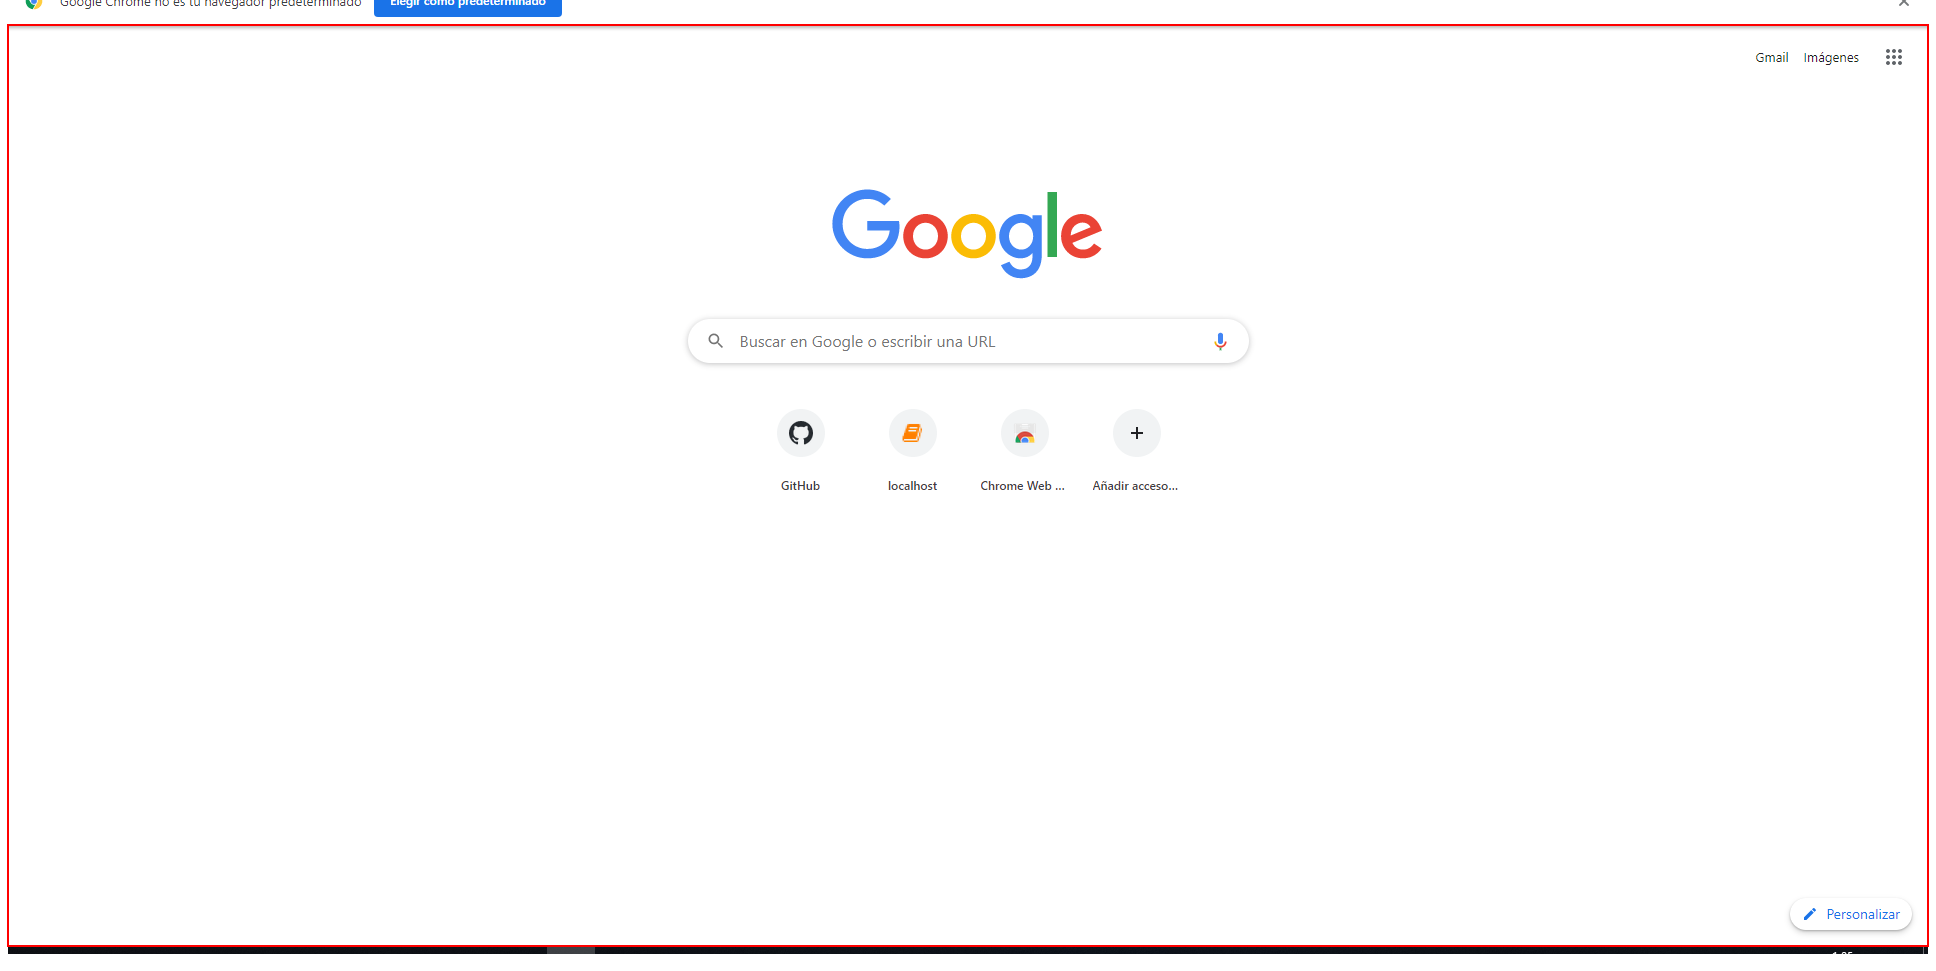 Google Chrome no es tu navegador predeterminado Elegir como predeterminado
Gmail Imágenes
Google
Buscar en Google o escribir una URL
GitHub localhost Chrome Web ... Añadir acceso...
Personalizar